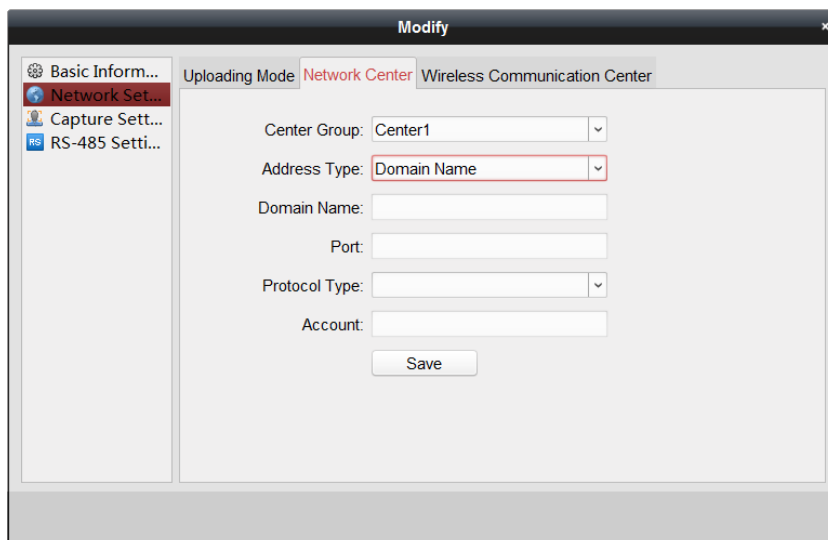 Modify
×
Basic Inform...
Network Set...
Capture Sett...
RS RS-485 Setti...
Uploading Mode Network Center Wireless Communication Center
Center Group: Center1
Address Type: Domain Name
Domain Name:
Port:
Protocol Type:
Account:
Save